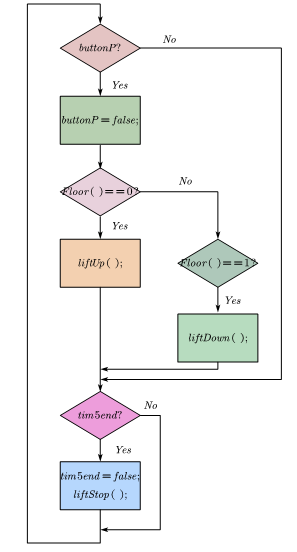 buttonP?
No
Yes
buttonP = false;
Floor( )==0?
No
Yes
liftUp( );
Floor( )==1?
Yes
liftDown( );
tim5end?
No
Yes
tim5end = false;
liftStop( );